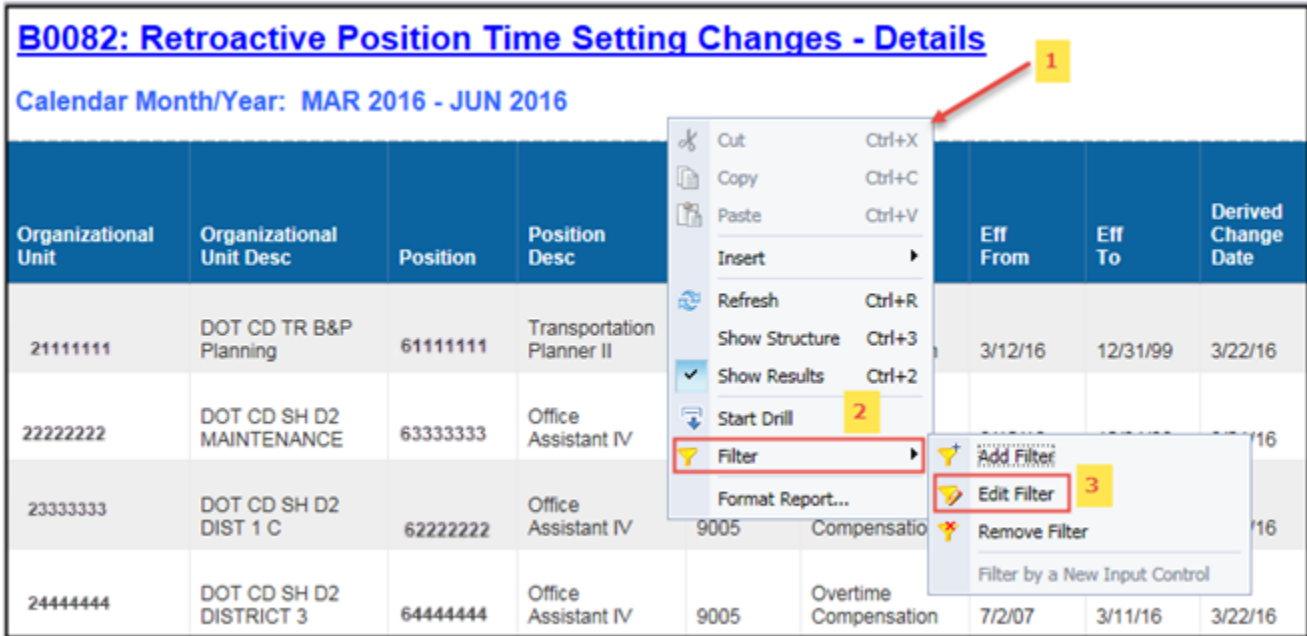 B0082: Retroactive Position Time Setting Changes - Details
1
Calendar Month/Year: MAR 2016 - JUN 2016
Organizational Unit
Organizational Unit Desc
Position
Position Desc
Eff From
Eff To
Derived Change Date
Cut Ctrl+X
Copy Ctrl+C
Paste Ctrl+V
Insert
Refresh Ctrl+R
Show Structure Ctrl+3
Show Results Ctrl+2
Start Drill
2
Filter
Format Report...
Add Filter
Edit Filter
3
Remove Filter
Filter by a New Input Control
21111111
DOT CD TR B&P
Planning
61111111
Transportation
Planner II
3/12/16
12/31/99
3/22/16
22222222
DOT CD SH D2
MAINTENANCE
63333333
Office
Assistant IV
23333333
DOT CD SH D2
DIST 1 C
62222222
Office
Assistant IV
9005
24444444
DOT CD SH D2
DISTRICT 3
64444444
Office
Assistant IV
9005
Overtime
Compensation
7/2/07
3/11/16
3/22/16